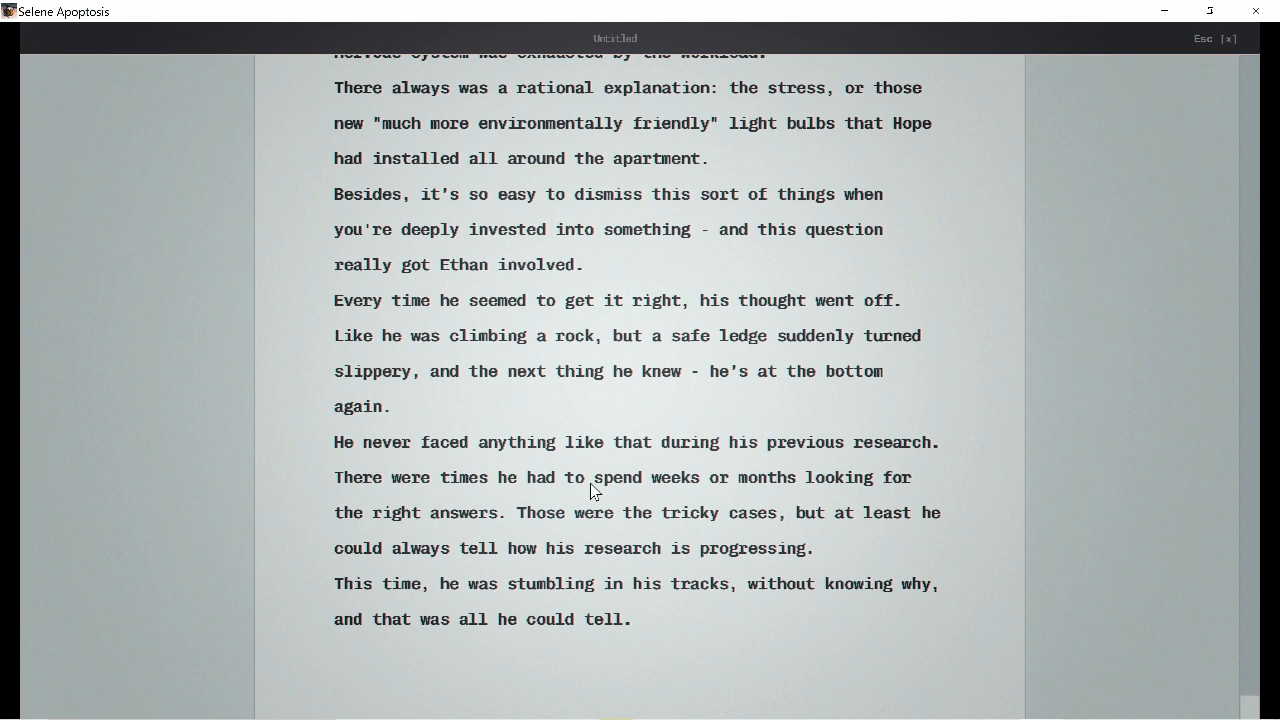 Selene Apoptosis
Untitled
Esc [x]
nervous system was exhausted by the workload.
There always was a rational explanation: the stress, or those
new "much more environmentally friendly" light bulbs that Hope
had installed all around the apartment.
Besides, it's so easy to dismiss this sort of things when
you're deeply invested into something - and this question
really got Ethan involved.
Every time he seemed to get it right, his thought went off.
Like he was climbing a rock, but a safe ledge suddenly turned
slippery, and the next thing he knew - he's at the bottom
again.
He never faced anything like that during his previous research.
There were times he had to spend weeks or months looking for
the right answers. Those were the tricky cases, but at least he
could always tell how his research is progressing.
This time, he was stumbling in his tracks, without knowing why,
and that was all he could tell.